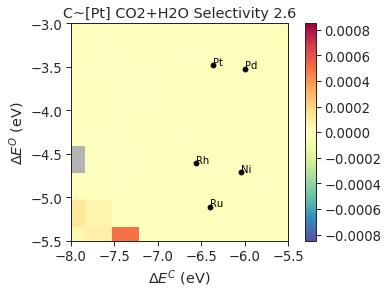 C~[Pt] CO2+H2O Selectivity 2.6
−3.0
−3.5
−4.0
−4.5
−5.0
−5.5
ΔE^O (eV)
Pt
Pd
Rh
Ni
Ru
−8.0 −7.5 −7.0 −6.5 −6.0 −5.5
ΔE^C (eV)
0.0008
0.0006
0.0004
0.0002
0.0000
−0.0002
−0.0004
−0.0006
−0.0008